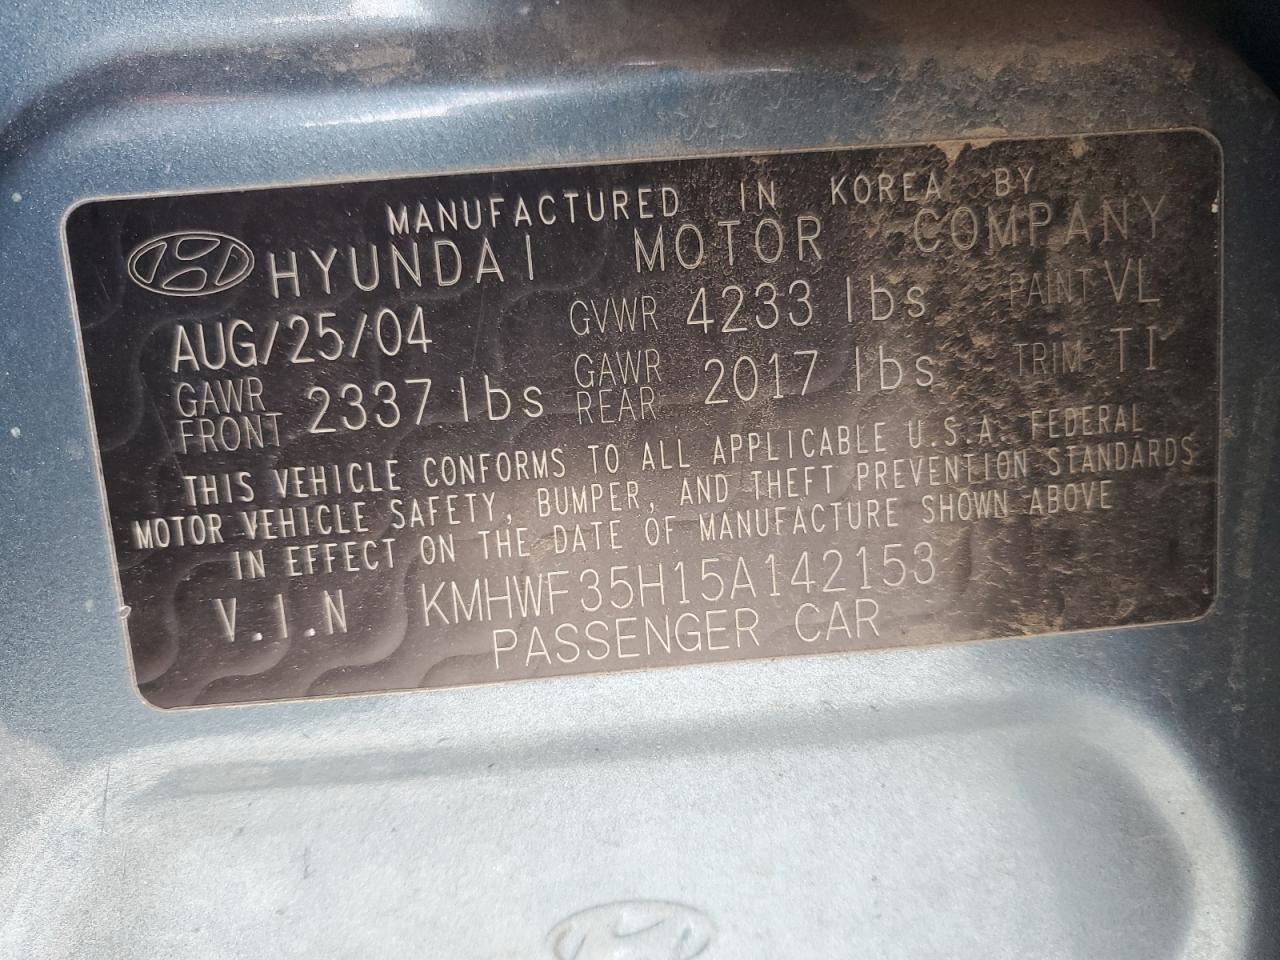 MANUFACTURED IN KOREA BY
HYUNDAI MOTOR COMPANY
AUG/25/04 GVWR 4233 lbs PAINT VL
GAWR FRONT 2337 lbs GAWR REAR 2017 lbs TRIM TI
THIS VEHICLE CONFORMS TO ALL APPLICABLE U.S.A. FEDERAL
MOTOR VEHICLE SAFETY, BUMPER, AND THEFT PREVENTION STANDARDS
IN EFFECT ON THE DATE OF MANUFACTURE SHOWN ABOVE
V.I.N KMHWF35H15A142153
PASSENGER CAR